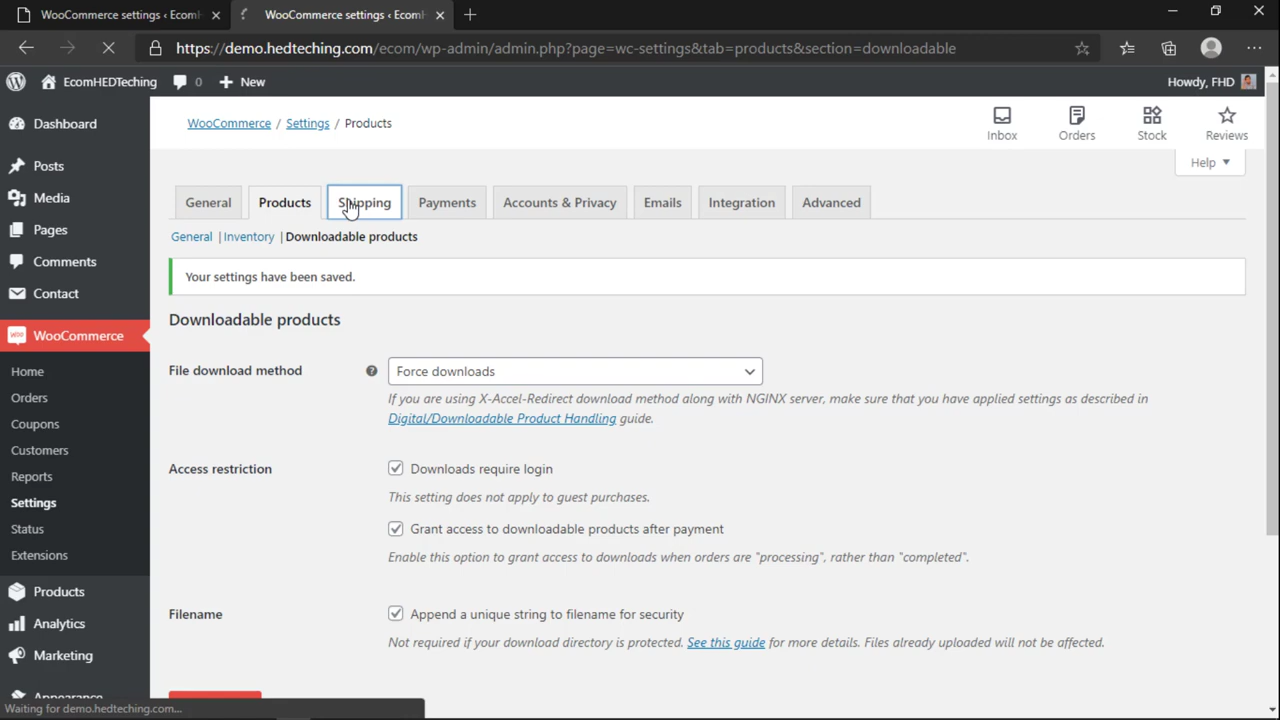 WooCommerce settings ‹ EcomH
WooCommerce settings ‹ EcomH
https://demo.hedteching.com/ecom/wp-admin/admin.php?page=wc-settings&tab=products&section=downloadable
EcomHEDTeching
0
New
Howdy, FHD
Dashboard
Posts
Media
Pages
Comments
Contact
WooCommerce
Home
Orders
Coupons
Customers
Reports
Settings
Status
Extensions
Products
Analytics
Marketing
Appearance
WooCommerce / Settings / Products
Inbox
Orders
Stock
Reviews
Help
General
Products
Shipping
Payments
Accounts & Privacy
Emails
Integration
Advanced
General | Inventory | Downloadable products
Your settings have been saved.
Downloadable products
File download method
Force downloads
If you are using X-Accel-Redirect download method along with NGINX server, make sure that you have applied settings as described in
Digital/Downloadable Product Handling guide.
Access restriction
Downloads require login
This setting does not apply to guest purchases.
Grant access to downloadable products after payment
Enable this option to grant access to downloads when orders are "processing", rather than "completed".
Filename
Append a unique string to filename for security
Not required if your download directory is protected. See this guide for more details. Files already uploaded will not be affected.
Waiting for demo.hedteching.com...